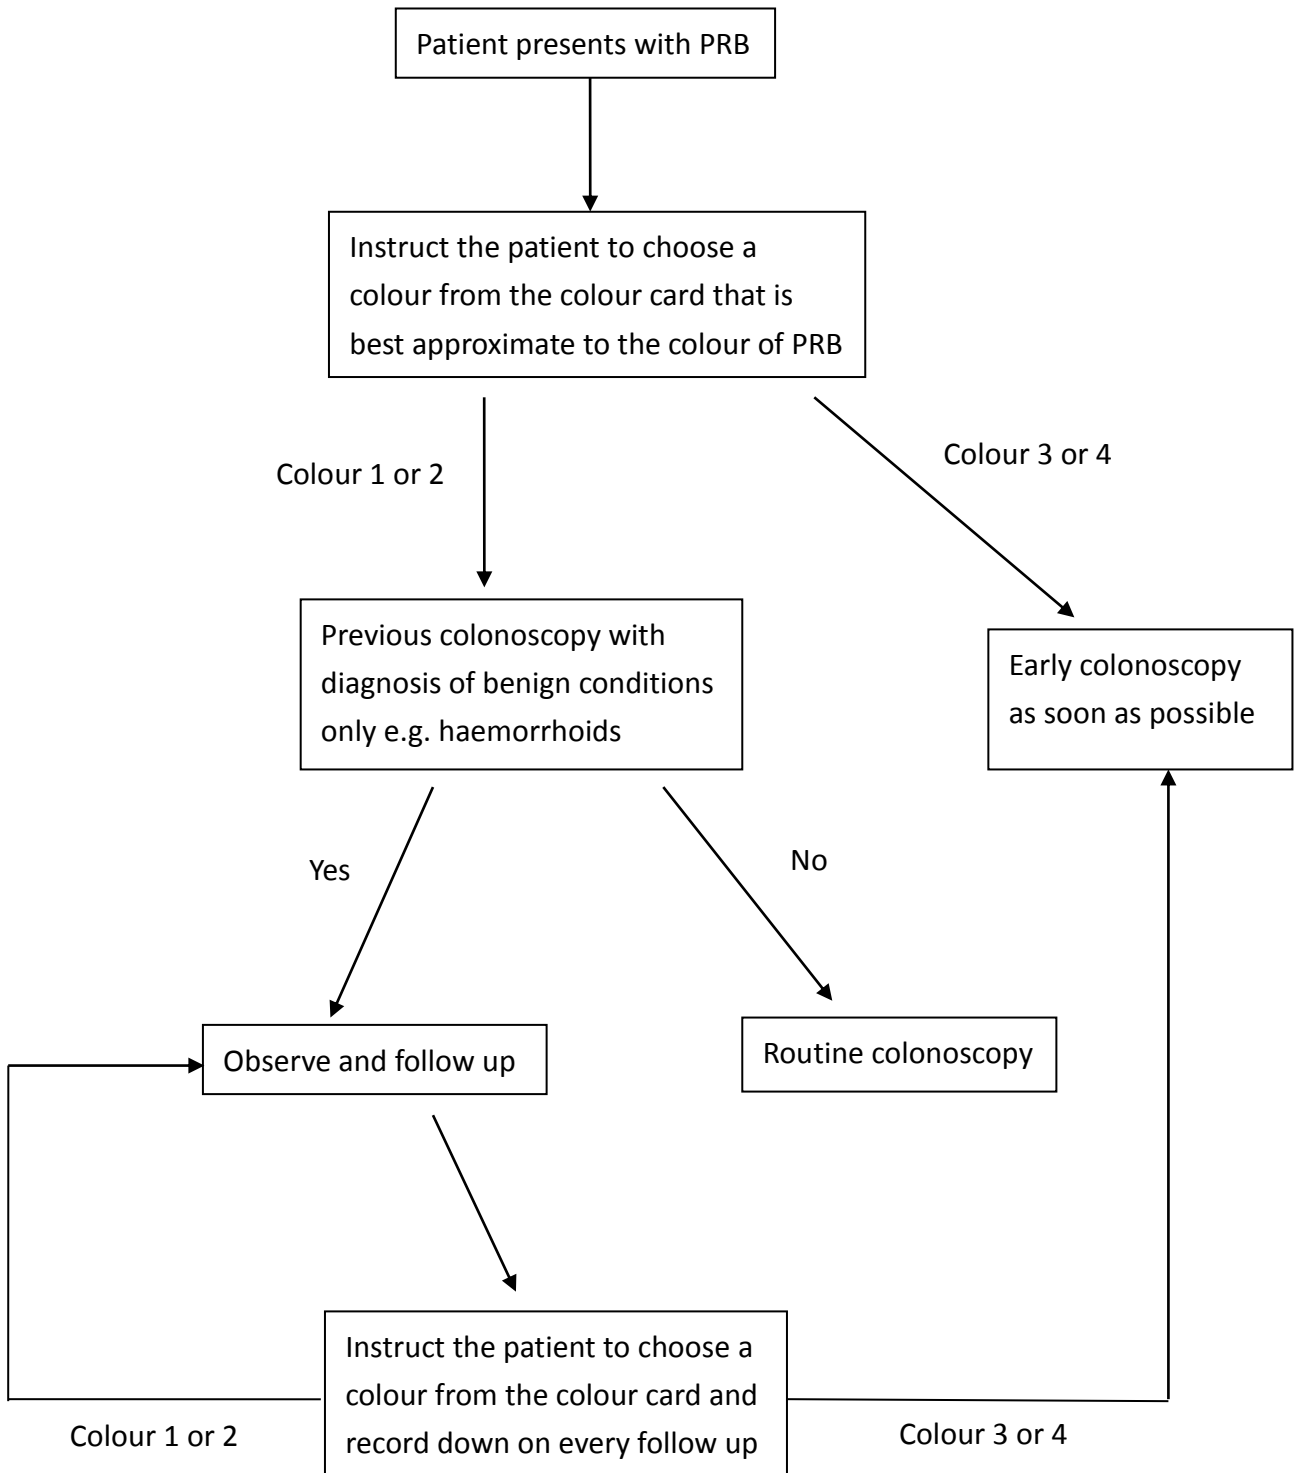 Patient presents with PRB
Instruct the patient to choose a
colour from the colour card that is
best approximate to the colour of PRB
Colour 1 or 2
Colour 3 or 4
Previous colonoscopy with
diagnosis of benign conditions
only e.g. haemorrhoids
Early colonoscopy
as soon as possible
Yes
No
Observe and follow up
Routine colonoscopy
Instruct the patient to choose a
colour from the colour card and
record down on every follow up
Colour 1 or 2
Colour 3 or 4